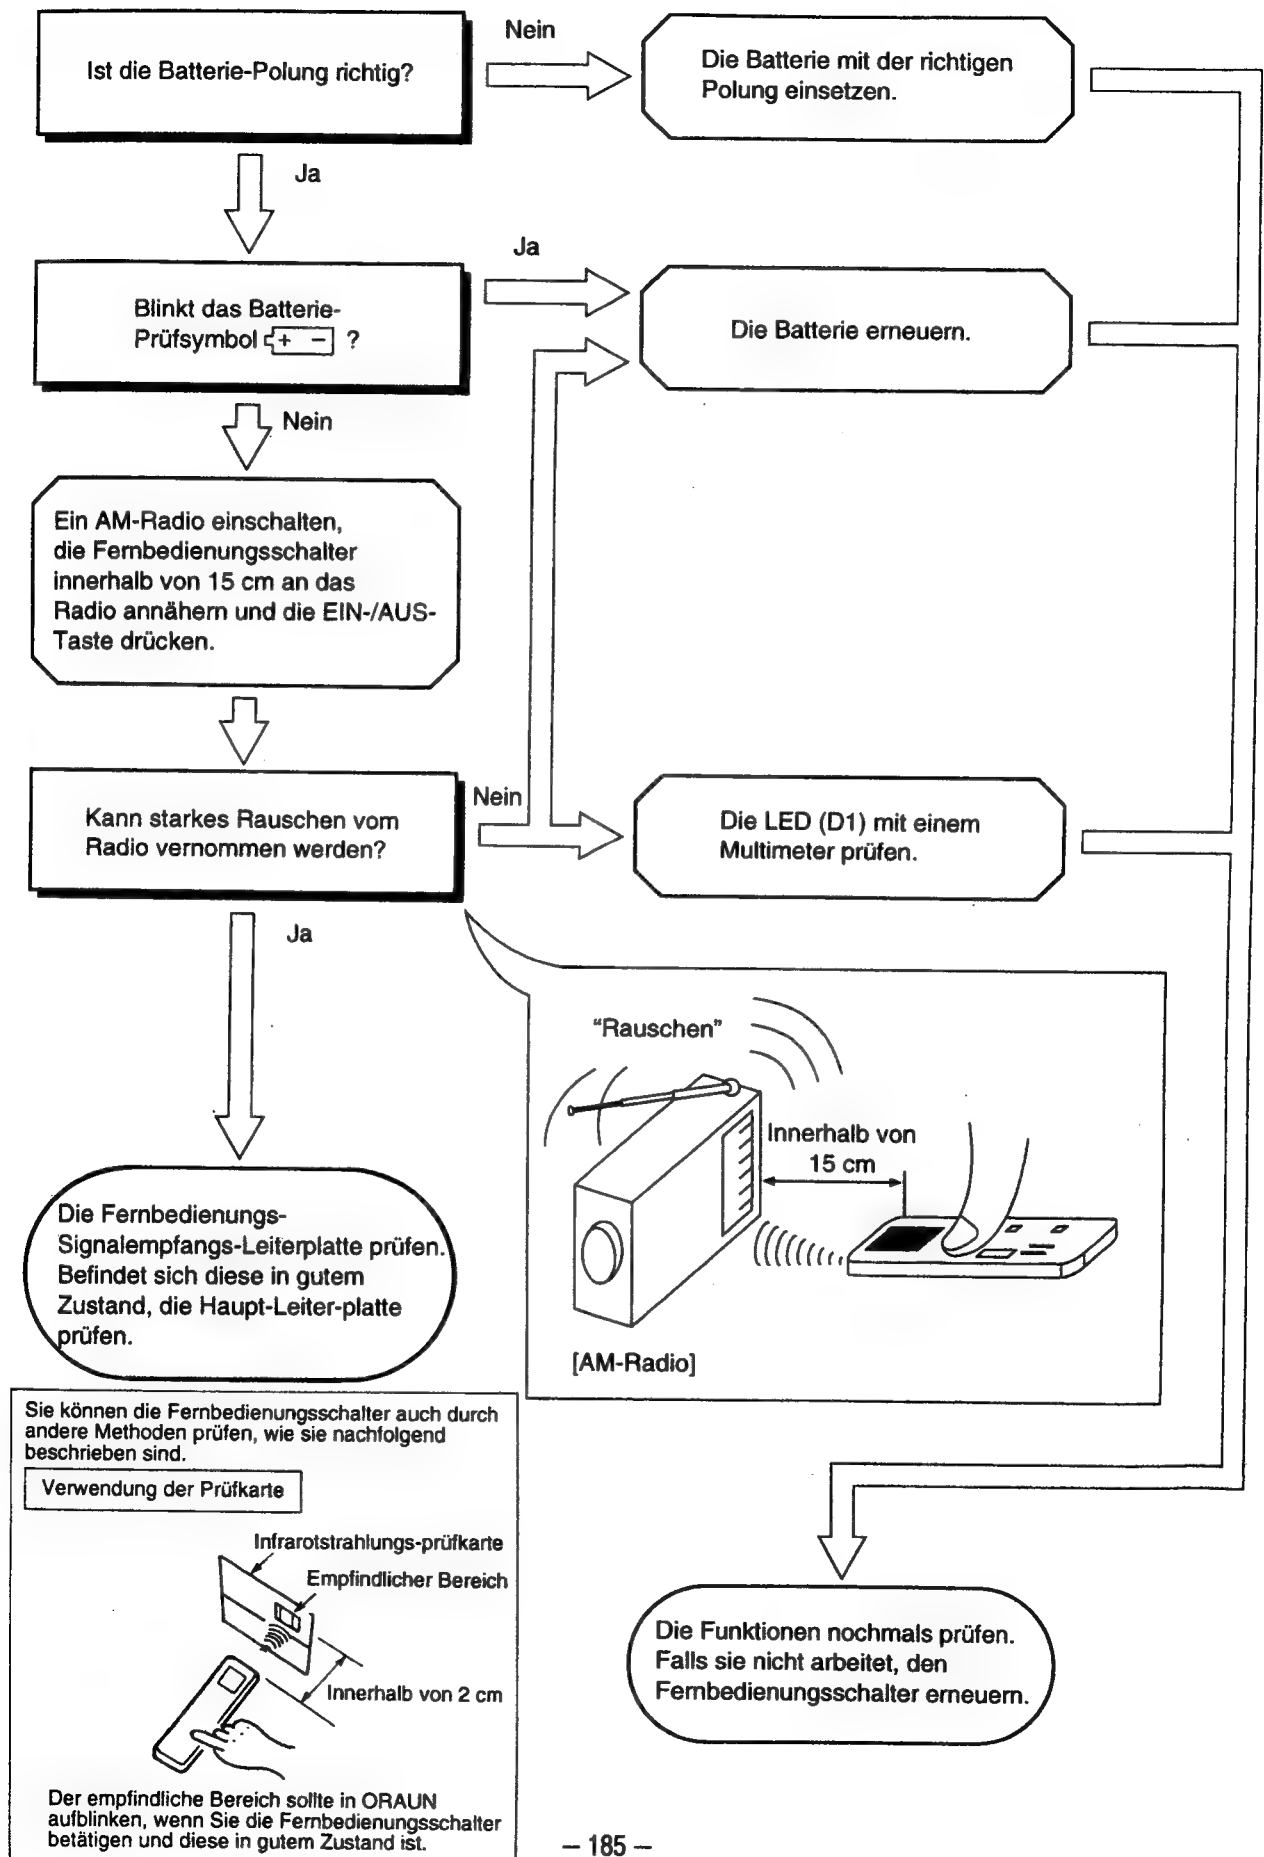 Ist die Batterie-Polung richtig?
Nein
Die Batterie mit der richtigen
Polung einsetzen.
Ja
Blinkt das Batterie-
Prüfsymbol + − ?
Ja
Die Batterie erneuern.
Nein
Ein AM-Radio einschalten,
die Fernbedienungsschalter
innerhalb von 15 cm an das
Radio annähern und die EIN-/AUS-
Taste drücken.
Kann starkes Rauschen vom
Radio vernommen werden?
Nein
Die LED (D1) mit einem
Multimeter prüfen.
Ja
“Rauschen”
Innerhalb von
15 cm
[AM-Radio]
Die Fernbedienungs-
Signalempfangs-Leiterplatte prüfen.
Befindet sich diese in gutem
Zustand, die Haupt-Leiter-platte
prüfen.
Sie können die Fernbedienungsschalter auch durch
andere Methoden prüfen, wie sie nachfolgend
beschrieben sind.
Verwendung der Prüfkarte
Infrarotstrahlungs-prüfkarte
Empfindlicher Bereich
Innerhalb von 2 cm
Der empfindliche Bereich sollte in ORAUN
aufblinken, wenn Sie die Fernbedienungsschalter
betätigen und diese in gutem Zustand ist.
Die Funktionen nochmals prüfen.
Falls sie nicht arbeitet, den
Fernbedienungsschalter erneuern.
– 185 –